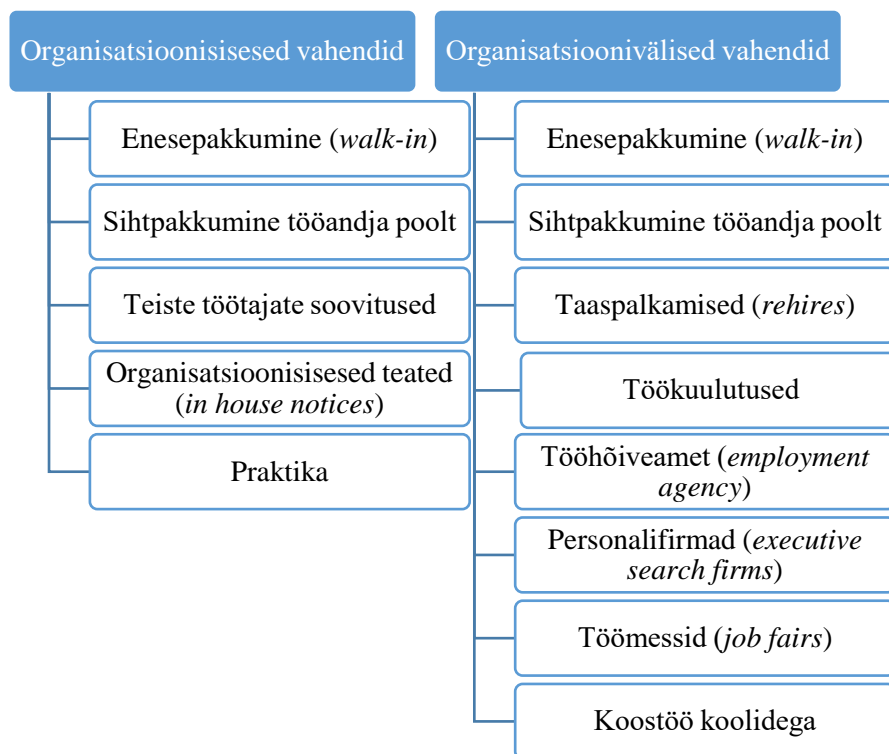 Organisatsioonisisesed vahendid
Enesepakkumine (walk-in)
Sihtpakkumine tööandja poolt
Teiste töötajate soovitused
Organisatsioonisisesed teated
(in house notices)
Praktika
Organisatsioonivälised vahendid
Enesepakkumine (walk-in)
Sihtpakkumine tööandja poolt
Taaspalkamised (rehires)
Töökuulutused
Tööhõiveamet (employment
agency)
Personalifirmad (executive
search firms)
Töömessid (job fairs)
Koostöö koolidega